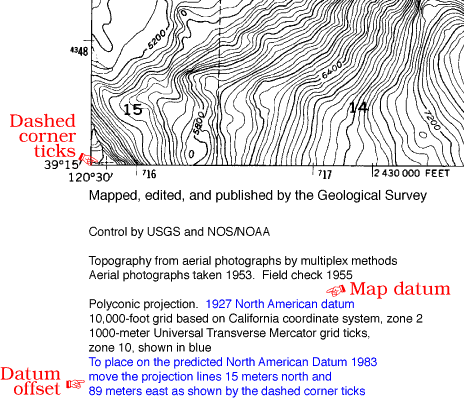 4348
5200
6400
15
14
5600
7200
0
0
Dashed
corner
ticks
39°15'
120°30'
716
717
2 430 000 FEET
Mapped, edited, and published by the Geological Survey
Control by USGS and NOS/NOAA
Topography from aerial photographs by multiplex methods
Aerial photographs taken 1953. Field check 1955
Map datum
Polyconic projection. 1927 North American datum
10,000-foot grid based on California coordinate system, zone 2
1000-meter Universal Transverse Mercator grid ticks,
zone 10, shown in blue
To place on the predicted North American Datum 1983
move the projection lines 15 meters north and
89 meters east as shown by the dashed corner ticks
Datum
offset